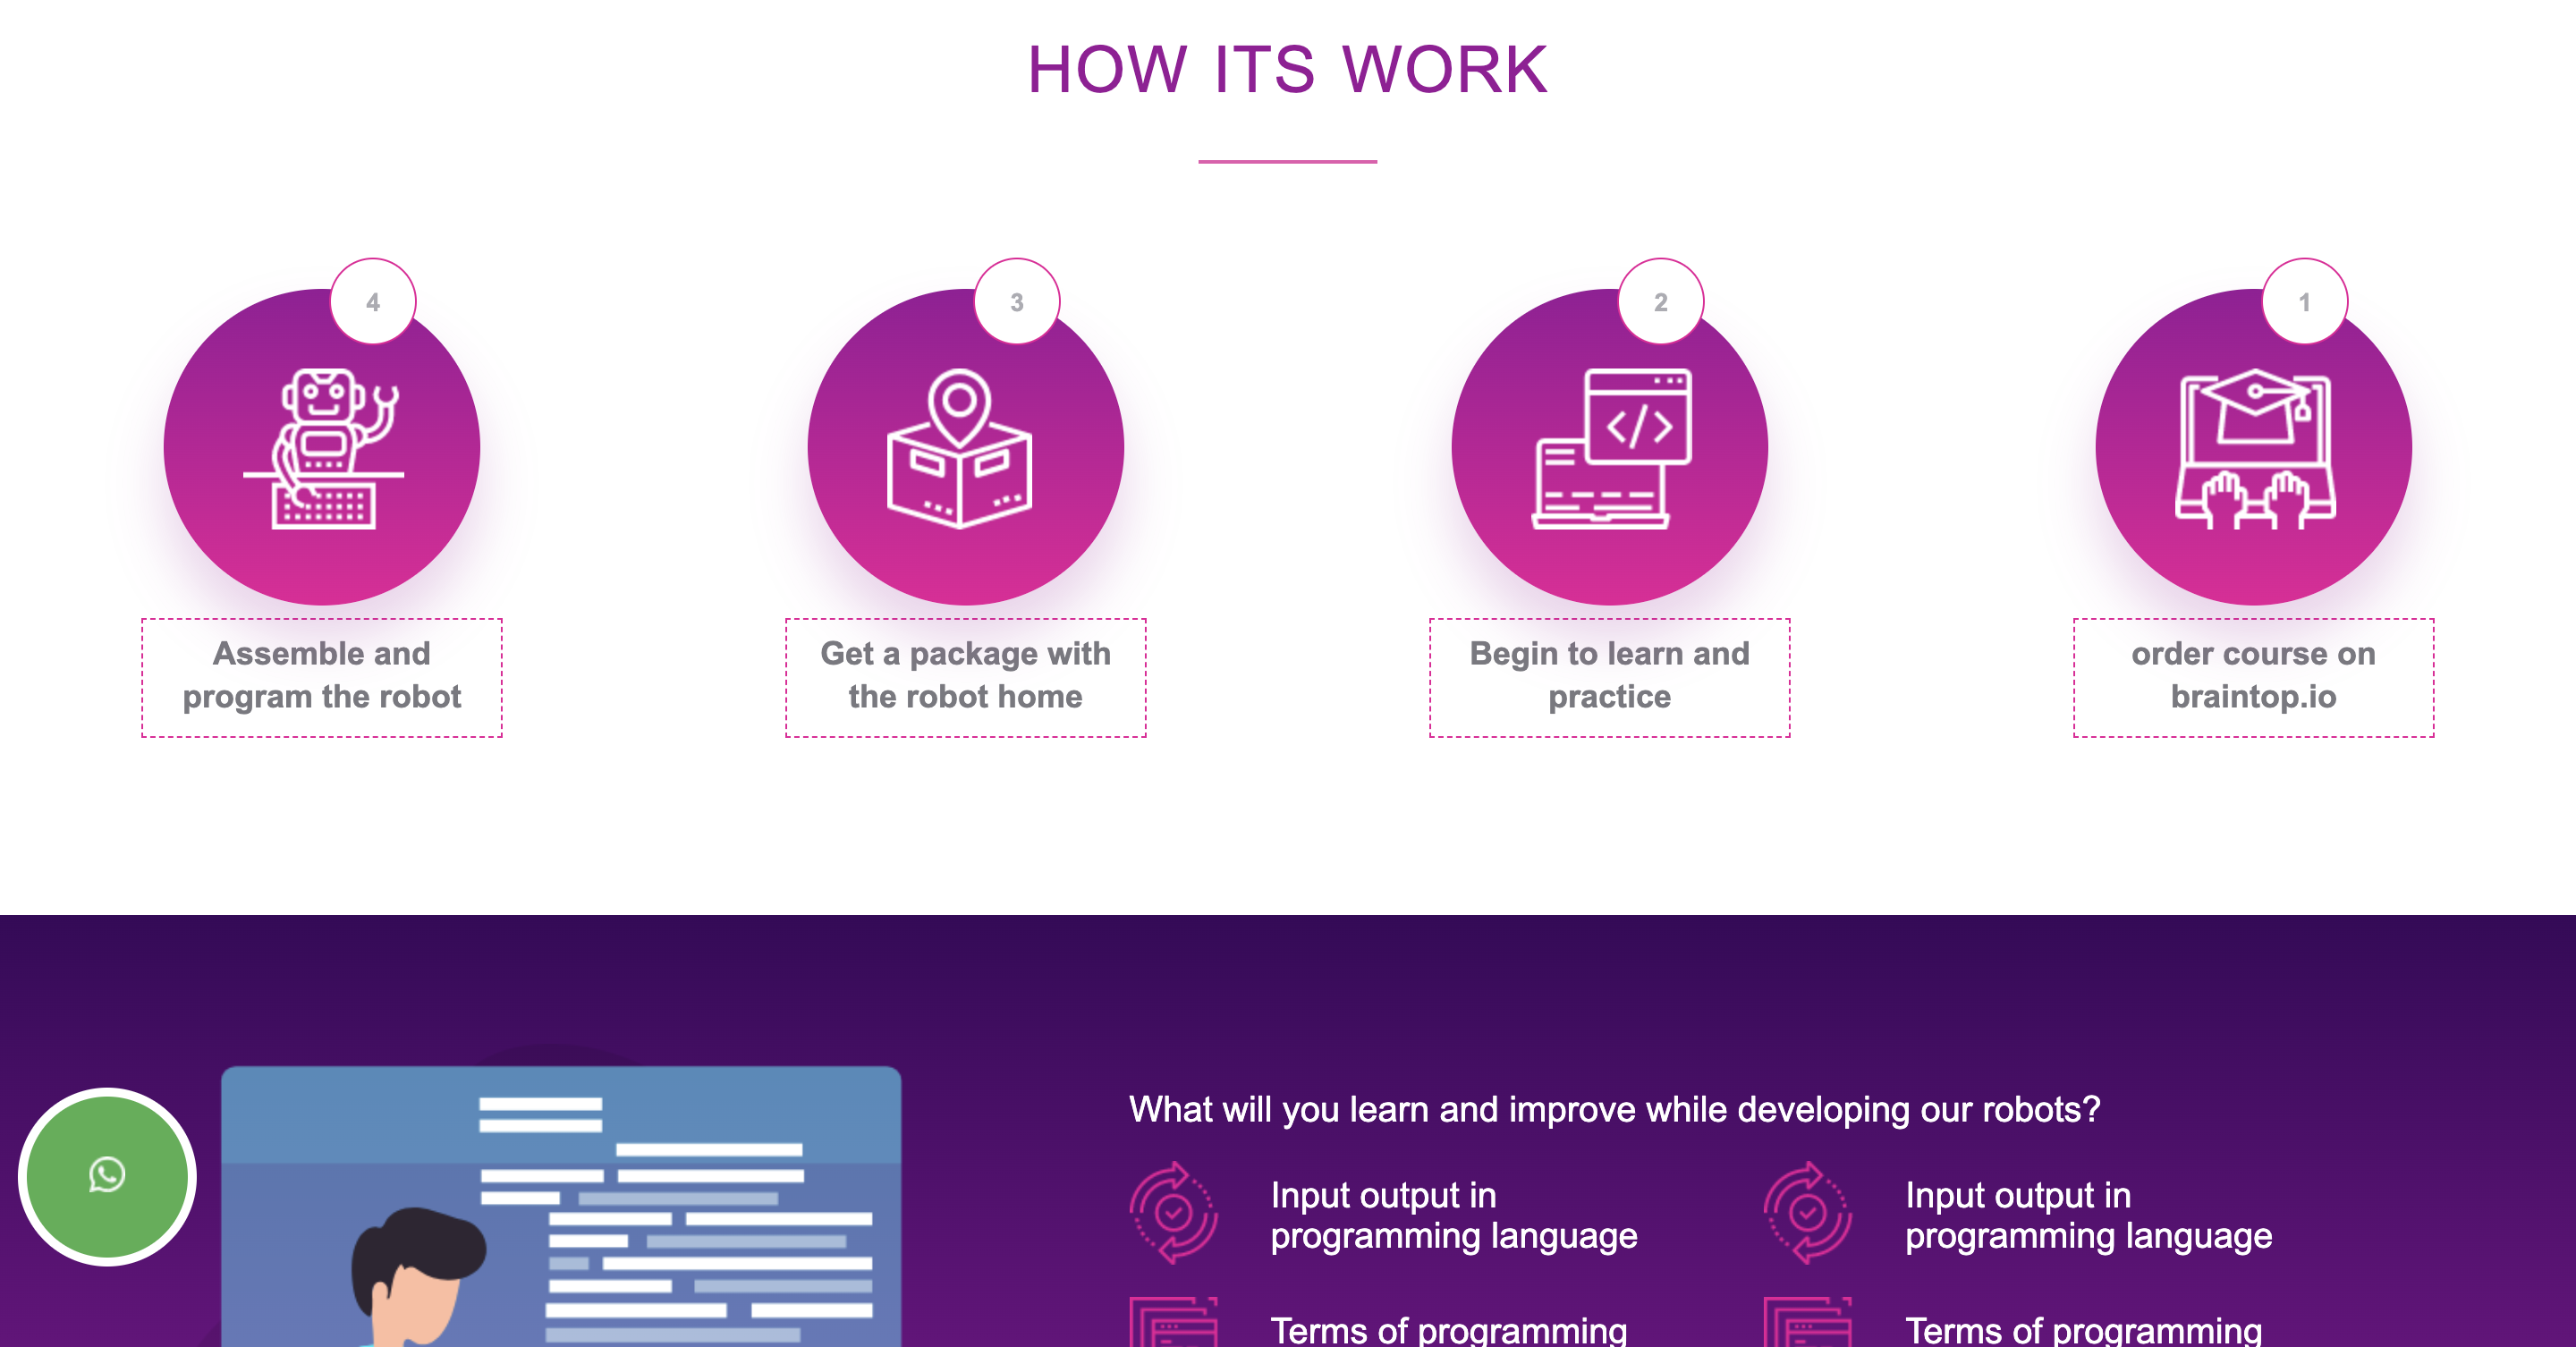 HOW ITS WORK
4
Assemble and
program the robot
3
Get a package with
the robot home
2
Begin to learn and
practice
1
order course on
braintop.io
What will you learn and improve while developing our robots?
Input output in
programming language
Input output in
programming language
Terms of programming
Terms of programming